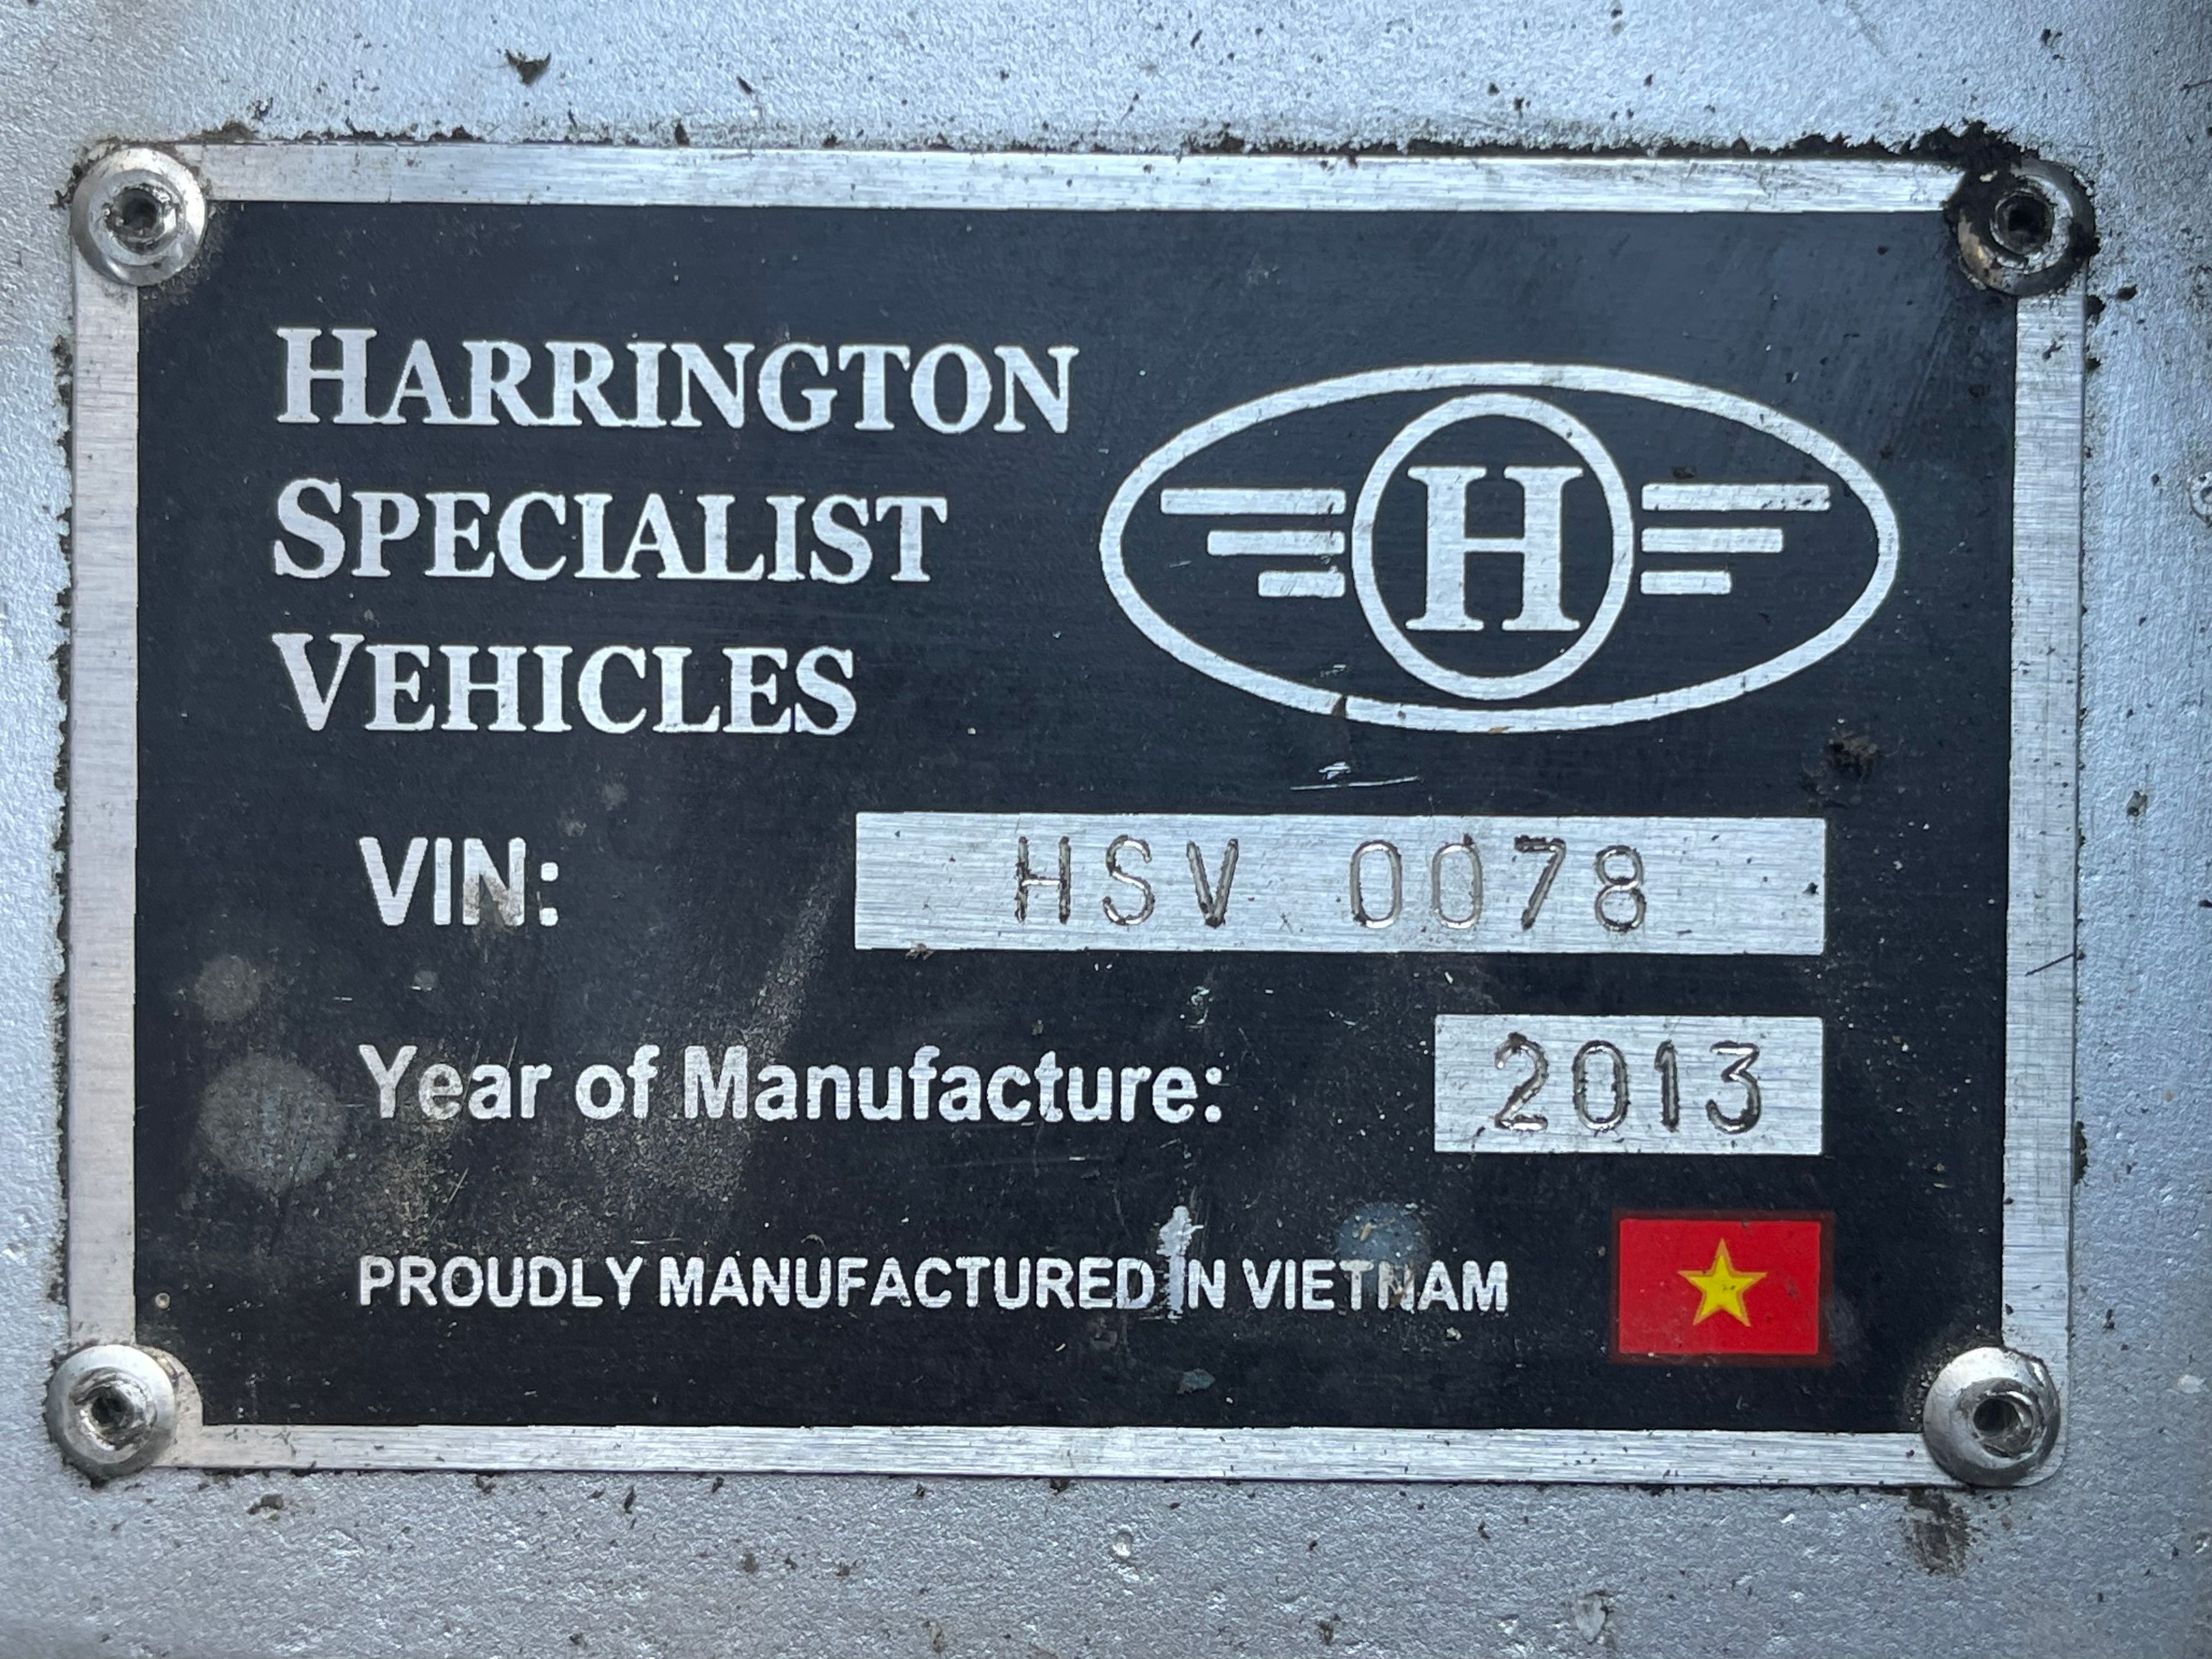 HARRINGTON
SPECIALIST
VEHICLES
H
VIN: HSV 0078
Year of Manufacture: 2013
PROUDLY MANUFACTURED IN VIETNAM